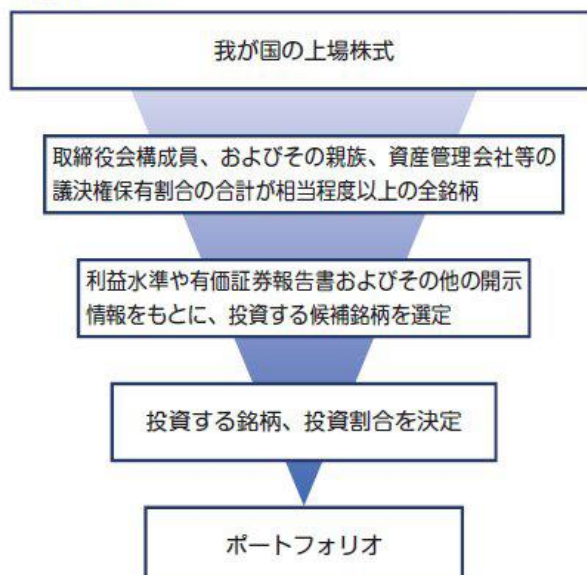 我が国の上場株式
取締役会構成員、およびその親族、資産管理会社等の
議決権保有割合の合計が相当程度以上の全銘柄
利益水準や有価証券報告書およびその他の開示
情報をもとに、投資する候補銘柄を選定
投資する銘柄、投資割合を決定
ポートフォリオ